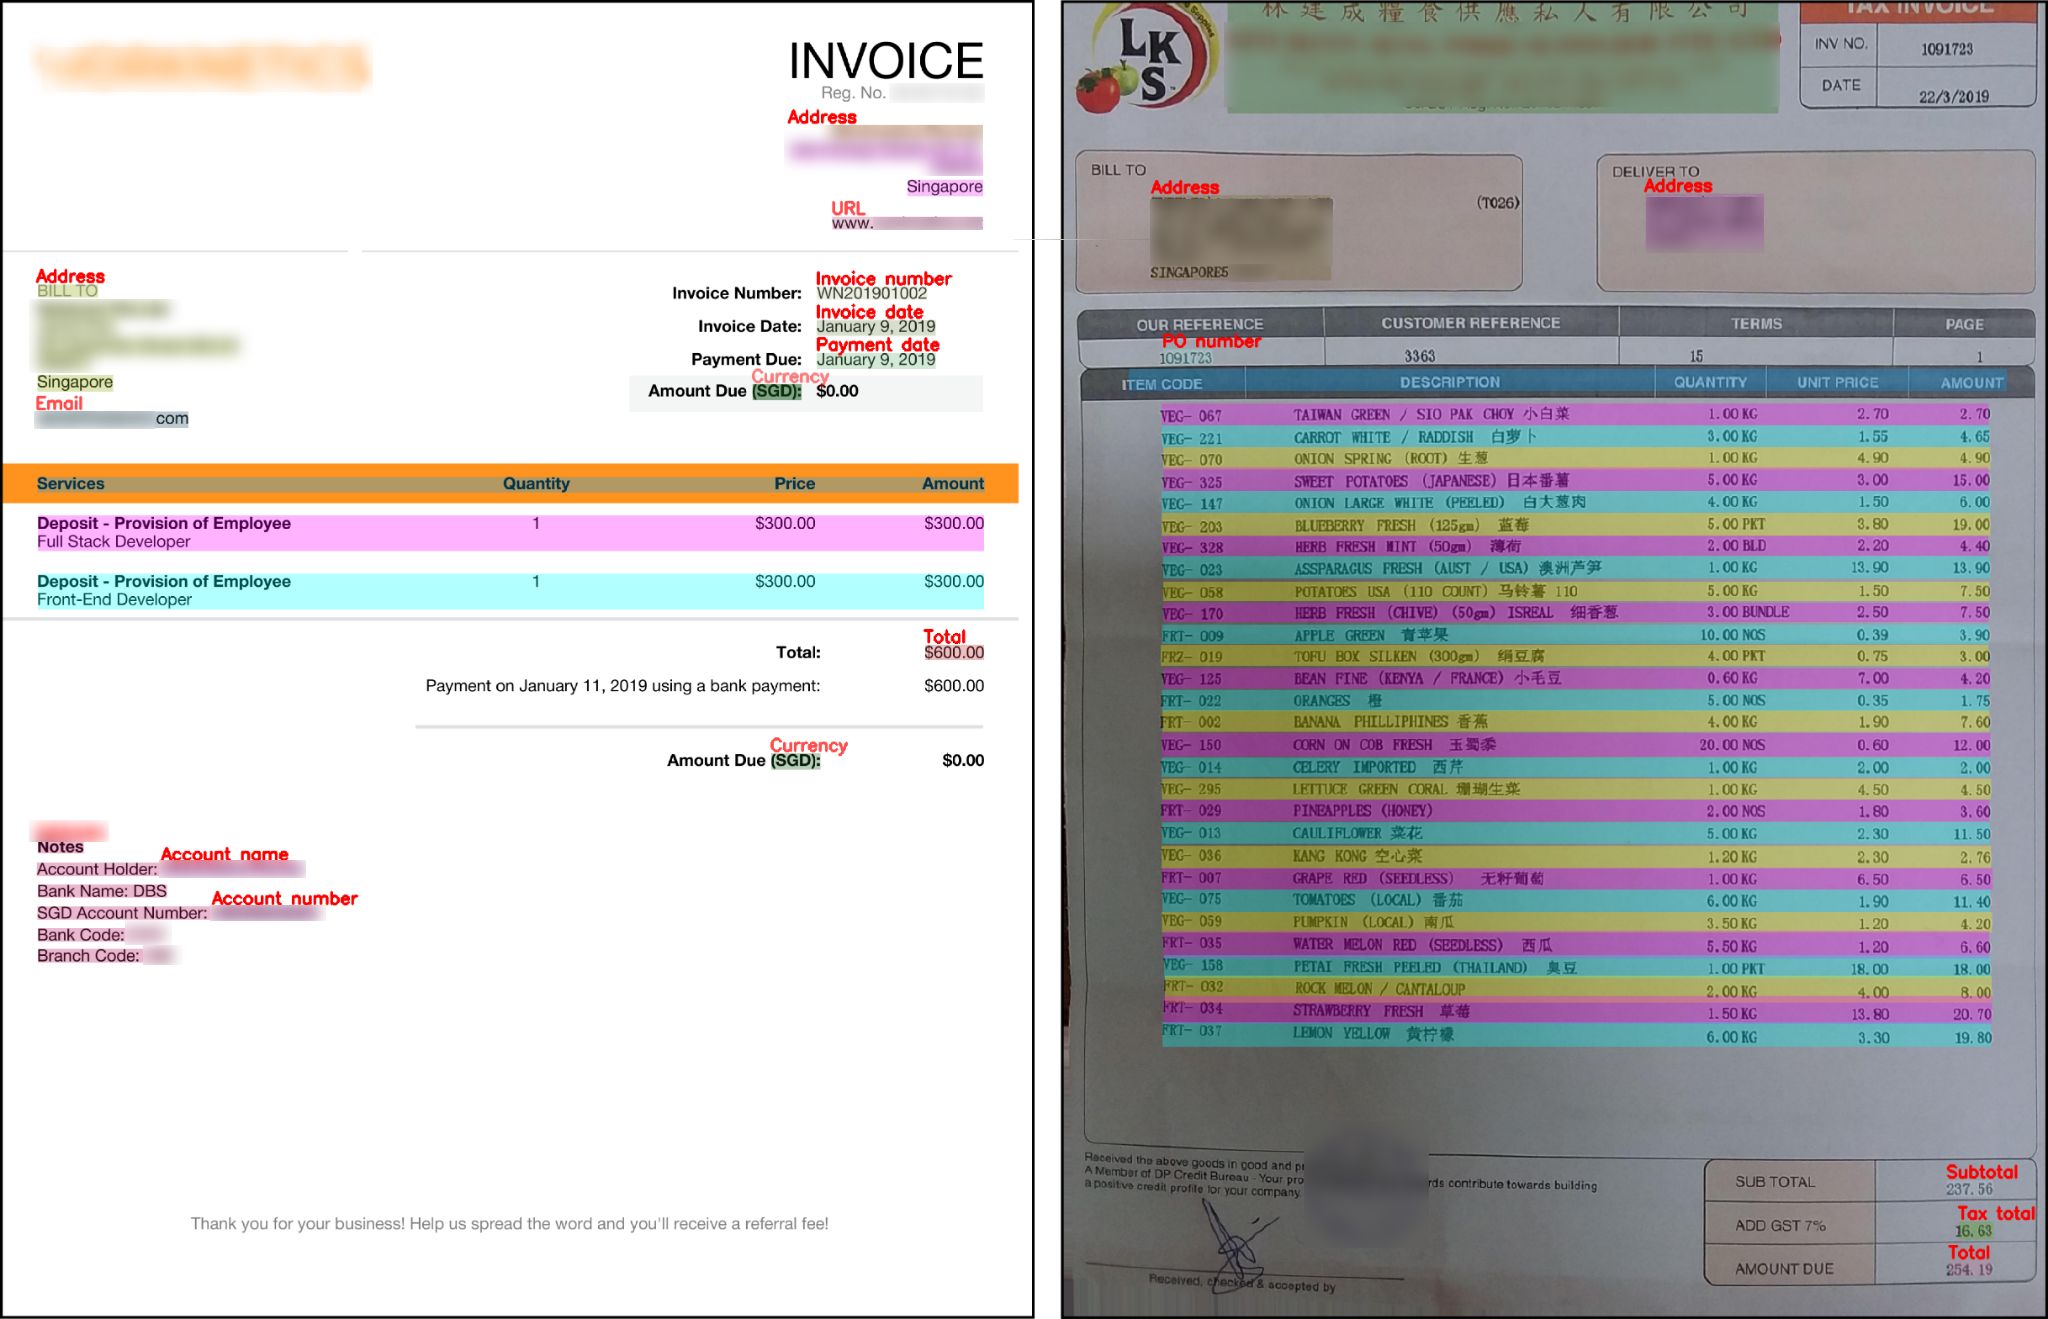 INVOICE
Reg. No.
Address
Singapore
URL
www.
Address
BILL TO
Singapore
Email
com
Invoice number
Invoice Number: WN201901002
Invoice date
Invoice Date: January 9, 2019
Payment date
Payment Due: January 9, 2019
Currency
Amount Due (SGD): $0.00
Services Quantity Price Amount
Deposit - Provision of Employee 1 $300.00 $300.00
Full Stack Developer
Deposit - Provision of Employee 1 $300.00 $300.00
Front-End Developer
Total
Total: $600.00
Payment on January 11, 2019 using a bank payment: $600.00
Currency
Amount Due (SGD): $0.00
Notes
Account name
Account Holder:
Bank Name: DBS
Account number
SGD Account Number:
Bank Code:
Branch Code:
Thank you for your business! Help us spread the word and you'll receive a referral fee!
LKS
林建成糧食供應私人有限公司
TAX INVOICE
INV NO. 1091723
DATE 22/3/2019
BILL TO
Address
(T026)
SINGAPORE5
DELIVER TO
Address
OUR REFERENCE CUSTOMER REFERENCE TERMS PAGE
PO number
1091723 3363 15 1
ITEM CODE DESCRIPTION QUANTITY UNIT PRICE AMOUNT
VEG- 067 TAIWAN GREEN / SIO PAK CHOY 小白菜 1.00 KG 2.70 2.70
VEG- 221 CARROT WHITE / RADDISH 白萝卜 3.00 KG 1.55 4.65
VEG- 070 ONION SPRING (ROOT) 生葱 1.00 KG 4.90 4.90
VEG- 325 SWEET POTATOES (JAPANESE) 日本番薯 5.00 KG 3.00 15.00
VEG- 147 ONION LARGE WHITE (PEELED) 白大葱肉 4.00 KG 1.50 6.00
VEG- 203 BLUEBERRY FRESH (125gm) 蓝莓 5.00 PKT 3.80 19.00
VEG- 328 HERB FRESH MINT (50gm) 薄荷 2.00 BLD 2.20 4.40
VEG- 023 ASSPARAGUS FRESH (AUST / USA) 澳洲芦笋 1.00 KG 13.90 13.90
VEG- 058 POTATOES USA (110 COUNT) 马铃薯 110 5.00 KG 1.50 7.50
VEG- 170 HERB FRESH (CHIVE) (50gm) ISREAL 细香葱 3.00 BUNDLE 2.50 7.50
FRT- 009 APPLE GREEN 青苹果 10.00 NOS 0.39 3.90
FRZ- 019 TOFU BOX SILKEN (300gm) 绢豆腐 4.00 PKT 0.75 3.00
VEG- 125 BEAN FINE (KENYA / FRANCE) 小毛豆 0.60 KG 7.00 4.20
FRT- 022 ORANGES 橙 5.00 NOS 0.35 1.75
FRT- 002 BANANA PHILLIPHINES 香蕉 4.00 KG 1.90 7.60
VEG- 150 CORN ON COB FRESH 玉蜀黍 20.00 NOS 0.60 12.00
VEG- 014 CELERY IMPORTED 西芹 1.00 KG 2.00 2.00
VEG- 295 LETTUCE GREEN CORAL 珊瑚生菜 1.00 KG 4.50 4.50
FRT- 029 PINEAPPLES (HONEY) 2.00 NOS 1.80 3.60
VEG- 013 CAULIFLOWER 菜花 5.00 KG 2.30 11.50
VEG- 036 KANG KONG 空心菜 1.20 KG 2.30 2.76
FRT- 007 GRAPE RED (SEEDLESS) 无籽葡萄 1.00 KG 6.50 6.50
VEG- 075 TOMATOES (LOCAL) 番茄 6.00 KG 1.90 11.40
VEG- 059 PUMPKIN (LOCAL) 南瓜 3.50 KG 1.20 4.20
FRT- 035 WATER MELON RED (SEEDLESS) 西瓜 5.50 KG 1.20 6.60
VEG- 158 PETAI FRESH PEELED (THAILAND) 臭豆 1.00 PKT 18.00 18.00
FRT- 032 ROCK MELON / CANTALOUP 2.00 KG 4.00 8.00
FRT- 034 STRAWBERRY FRESH 草莓 1.50 KG 13.80 20.70
FRT- 037 LEMON YELLOW 黄柠檬 6.00 KG 3.30 19.80
Received the above goods in good and
A Member of DP Credit Bureau - Your contribute towards building
a positive credit profile for your company.
Received, checked & accepted by
Subtotal
SUB TOTAL 237.56
Tax total
ADD GST 7% 16.63
Total
AMOUNT DUE 254.19